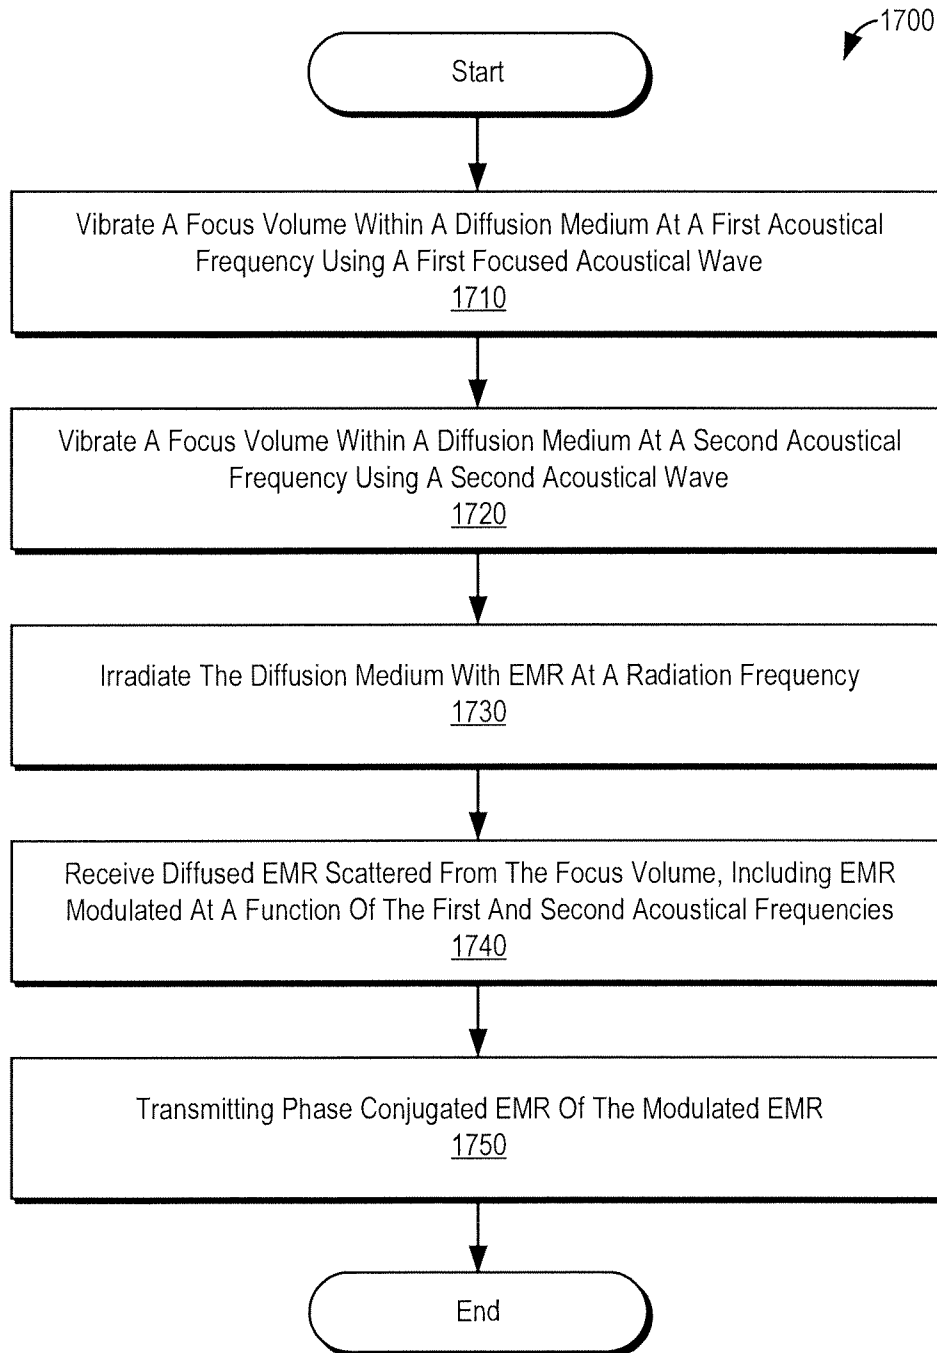 1700
Start
Vibrate A Focus Volume Within A Diffusion Medium At A First Acoustical
Frequency Using A First Focused Acoustical Wave
1710
Vibrate A Focus Volume Within A Diffusion Medium At A Second Acoustical
Frequency Using A Second Acoustical Wave
1720
Irradiate The Diffusion Medium With EMR At A Radiation Frequency
1730
Receive Diffused EMR Scattered From The Focus Volume, Including EMR
Modulated At A Function Of The First And Second Acoustical Frequencies
1740
Transmitting Phase Conjugated EMR Of The Modulated EMR
1750
End